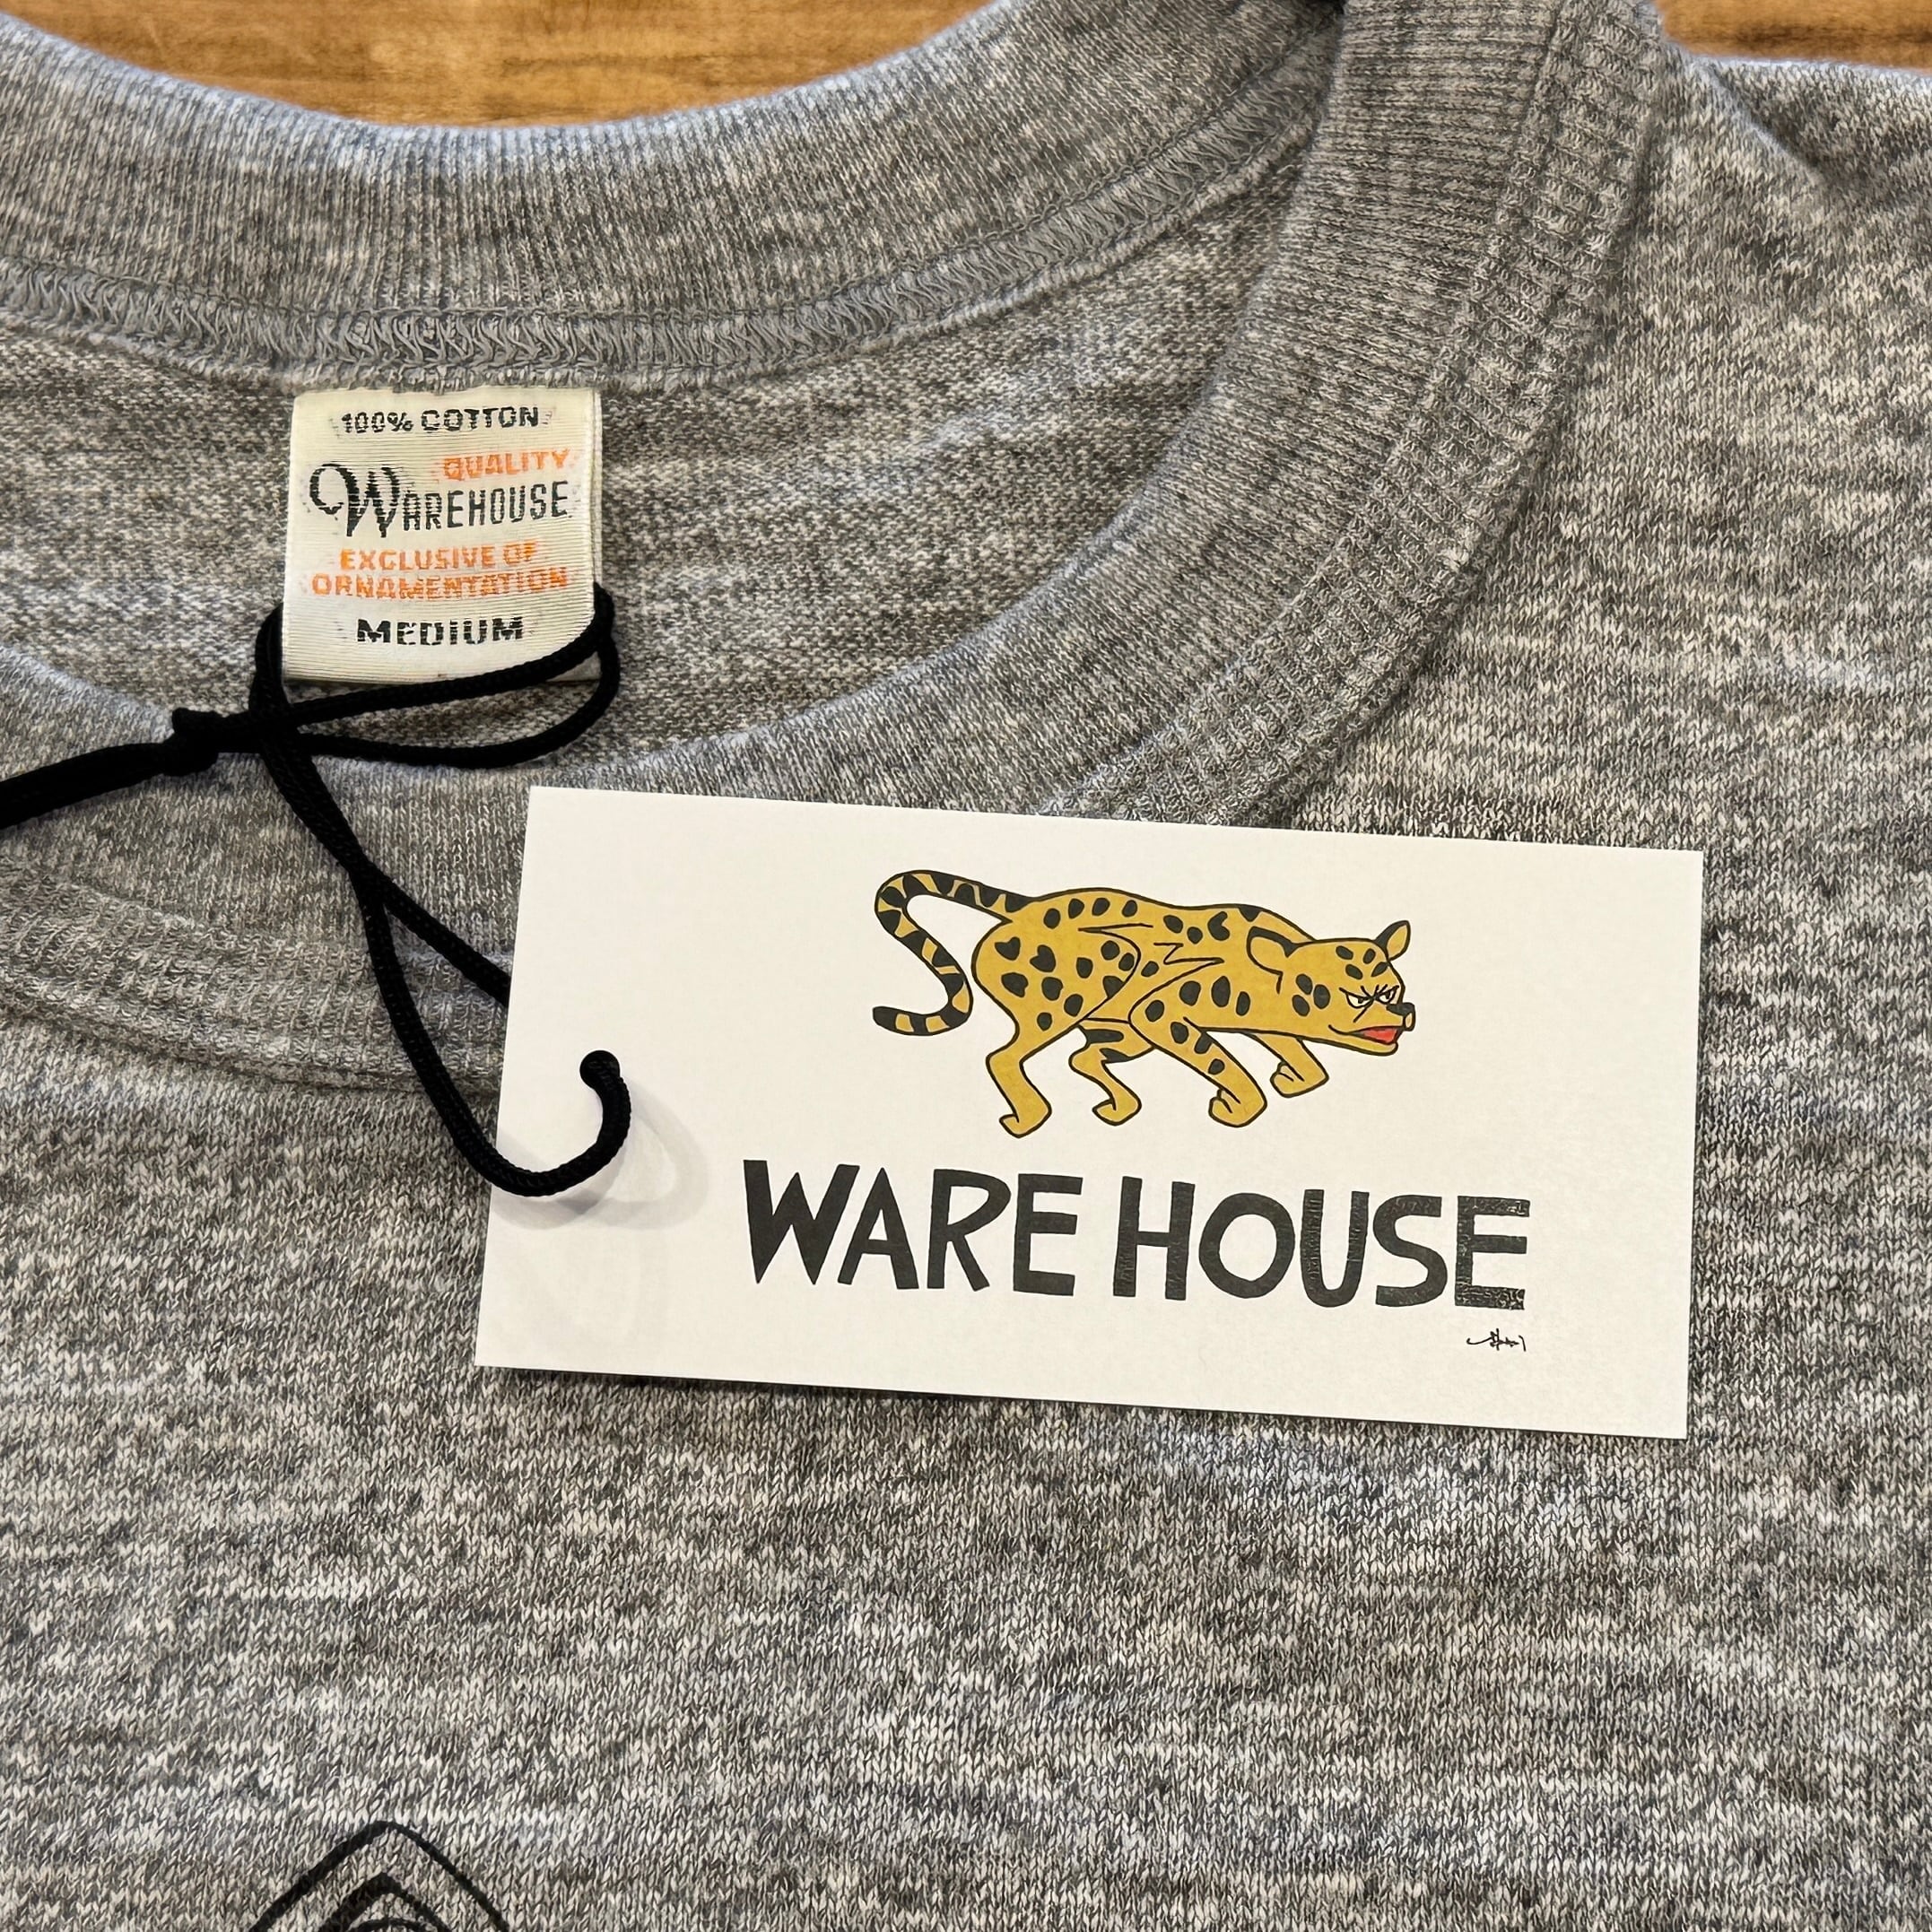 100% COTTON
QUALITY
WAREHOUSE
EXCLUSIVE OF
ORNAMENTATION
MEDIUM
WARE HOUSE